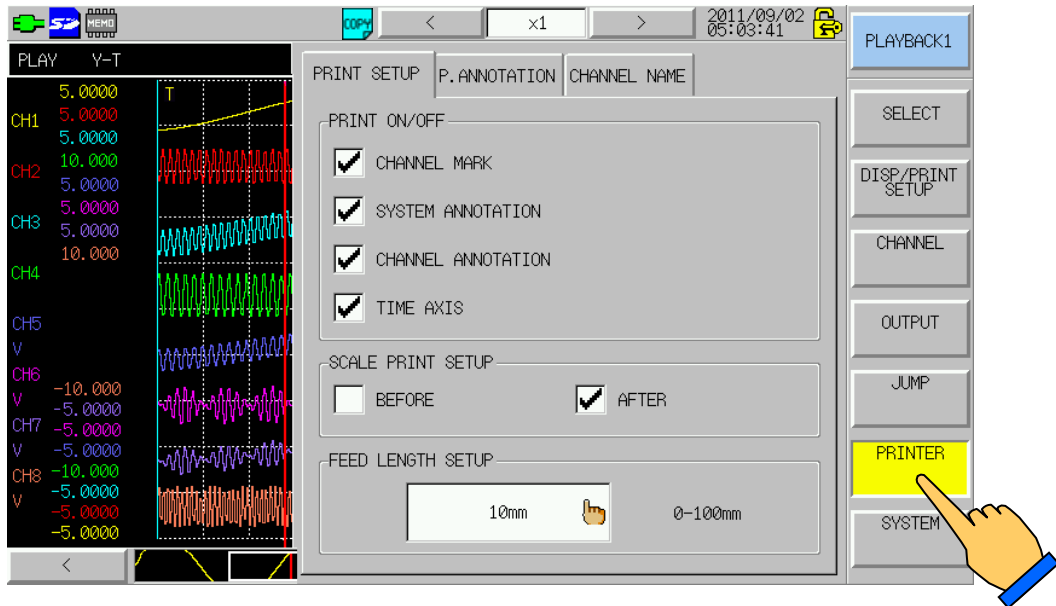 SD
MEMO
COPY
<
×1
>
2011/09/02
05:03:41
PLAYBACK1
PLAY Y-T
5.0000
CH1 5.0000
5.0000
10.000
CH2
5.0000
5.0000
CH3
5.0000
10.000
CH4
CH5
V
CH6
-10.000
V
-5.0000
CH7
-5.0000
V -5.0000
CH8 -10.000
V -5.0000
-5.0000
-5.0000
T
<
PRINT SETUP
P.ANNOTATION
CHANNEL NAME
PRINT ON/OFF
CHANNEL MARK
SYSTEM ANNOTATION
CHANNEL ANNOTATION
TIME AXIS
SCALE PRINT SETUP
BEFORE
AFTER
FEED LENGTH SETUP
10mm
0-100mm
SELECT
DISP/PRINT
SETUP
CHANNEL
OUTPUT
JUMP
PRINTER
SYSTEM